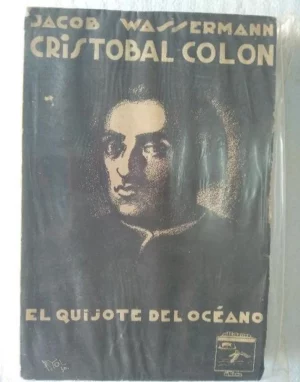 JACOB WASSERMANN
CRISTOBAL COLON
EL QUIJOTE DEL OCÉANO